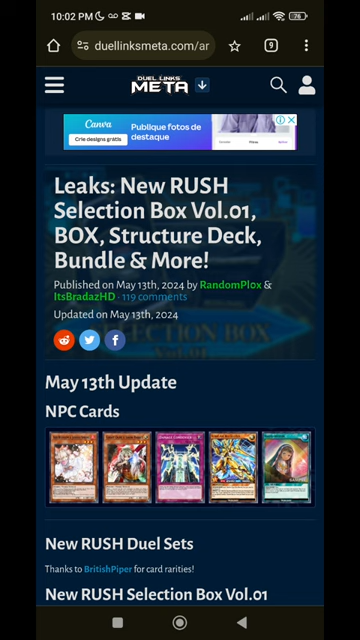 10:02 PM
78
duellinksmeta.com/ar
9
DUEL LINKS
META
Canva
Crie designs grátis
Publique fotos de
destaque
Leaks: New RUSH
Selection Box Vol.01,
BOX, Structure Deck,
Bundle & More!
Published on May 13th, 2024 by RandomPl0x &
ItsBradazHD · 119 comments
Updated on May 13th, 2024
May 13th Update
NPC Cards
New RUSH Duel Sets
Thanks to BritishPiper for card rarities!
New RUSH Selection Box Vol.01